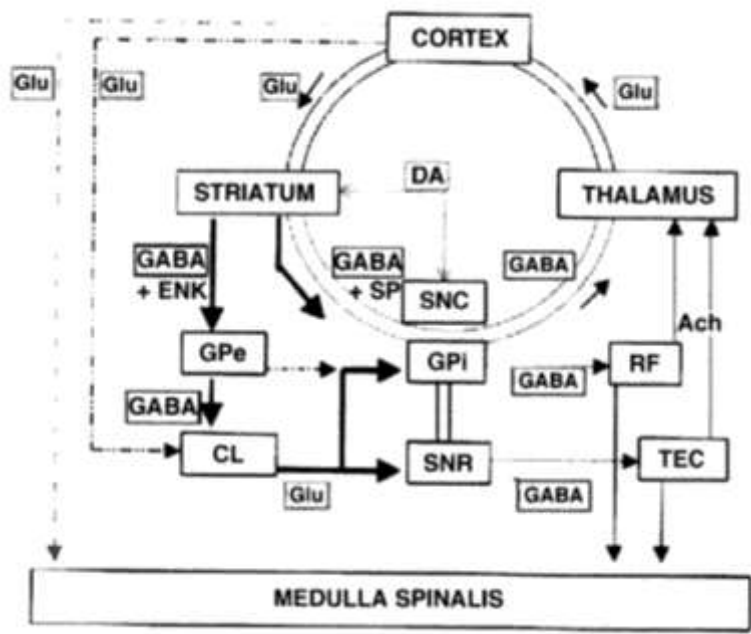 CORTEX
Glu
Glu
Glu
Glu
DA
STRIATUM
THALAMUS
GABA
+ ENK
GABA
+ SP
GABA
SNC
Ach
GPe
GPi
RF
GABA
GABA
CL
SNR
TEC
Glu
GABA
MEDULLA SPINALIS